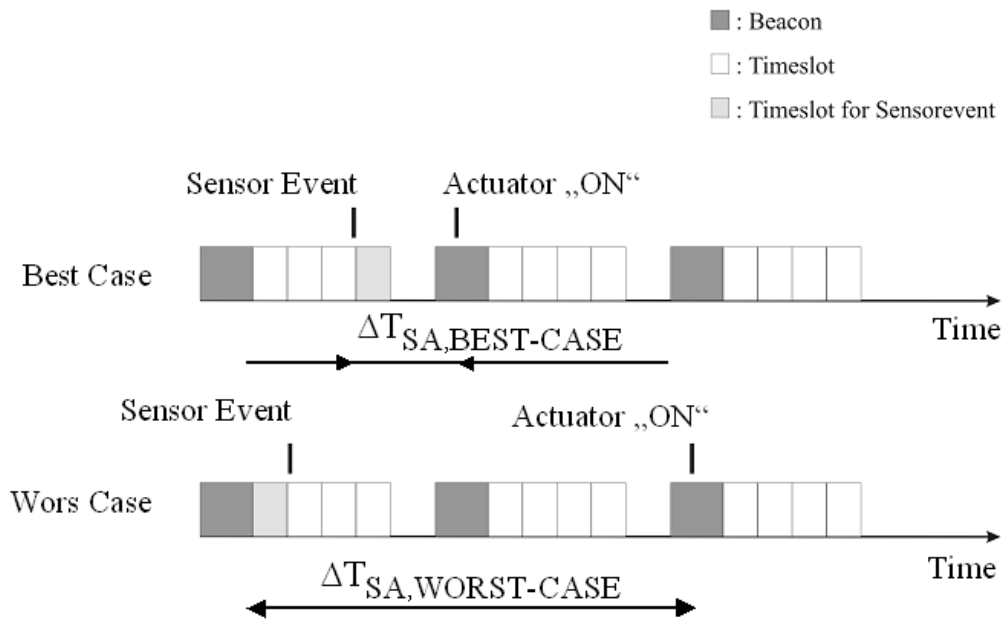 : Beacon
: Timeslot
: Timeslot for Sensorevent
Sensor Event
Actuator „ON“
Best Case
Time
ΔTSA,BEST-CASE
Sensor Event
Actuator „ON“
Wors Case
Time
ΔTSA,WORST-CASE